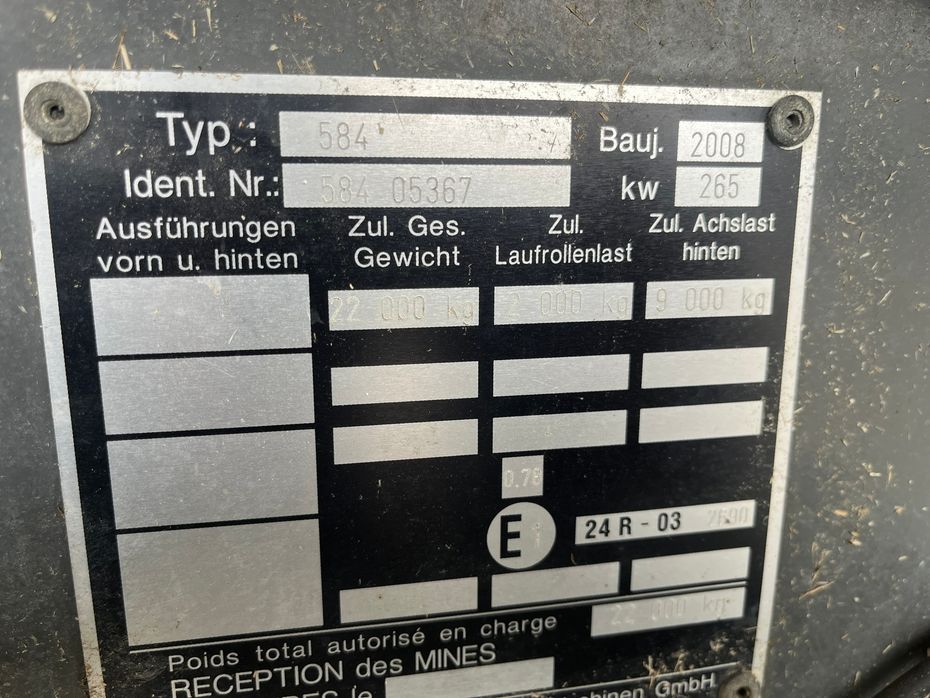 Typ : 584 Bauj. 2008
Ident. Nr.: 584 05367 kw 265
Ausführungen vorn u. hinten
Zul. Ges. Gewicht
Zul. Laufrollenlast
Zul. Achslast hinten
22 000 kg 2 000 kg 9 000 kg
0.78
E 1 24 R - 03 2690
Poids total autorisé en charge 22 000 kg
RECEPTION des MINES
GmbH.